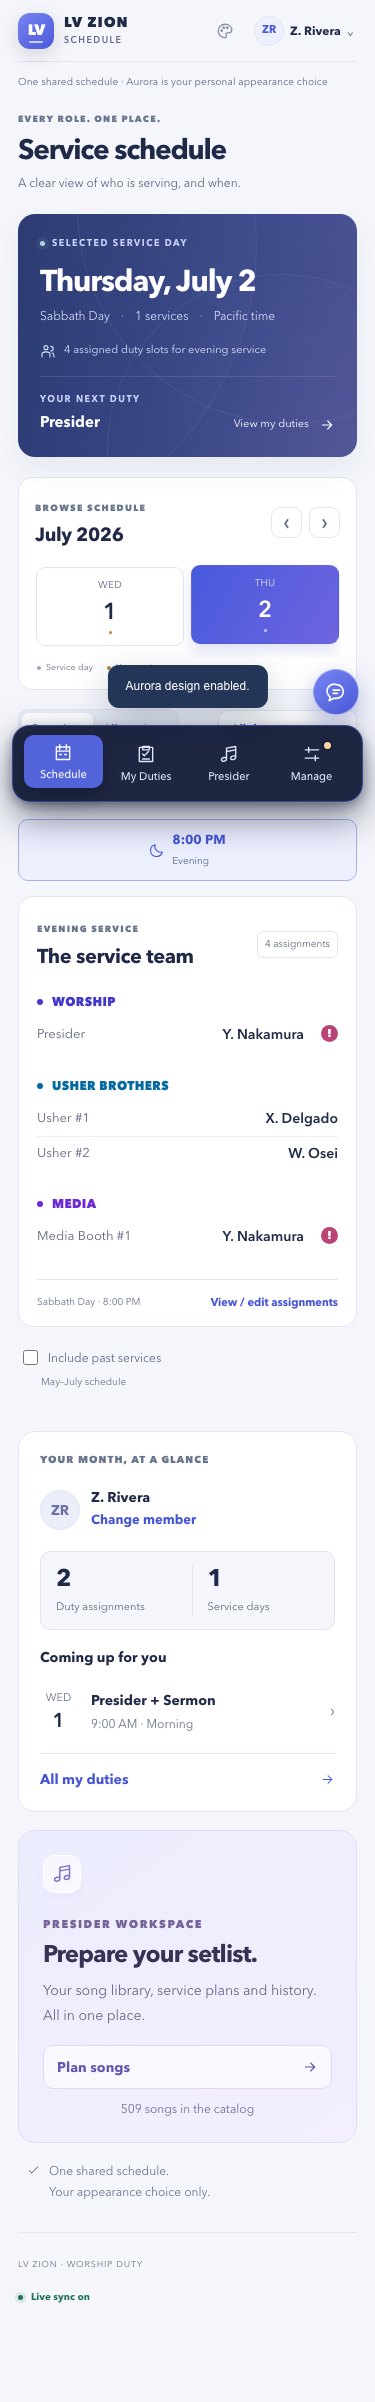 LV
LV ZION
SCHEDULE
ZR
Z. Rivera
One shared schedule · Aurora is your personal appearance choice
EVERY ROLE. ONE PLACE.
Service schedule
A clear view of who is serving, and when.
SELECTED SERVICE DAY
Thursday, July 2
Sabbath Day · 1 services · Pacific time
4 assigned duty slots for evening service
YOUR NEXT DUTY
Presider
View my duties →
BROWSE SCHEDULE
July 2026
WED
1
THU
2
Service day
Aurora design enabled.
Schedule
My Duties
Presider
Manage
8:00 PM
Evening
EVENING SERVICE
The service team
4 assignments
WORSHIP
Presider
Y. Nakamura
!
USHER BROTHERS
Usher #1
X. Delgado
Usher #2
W. Osei
MEDIA
Media Booth #1
Y. Nakamura
!
Sabbath Day · 8:00 PM
View / edit assignments
Include past services
May–July schedule
YOUR MONTH, AT A GLANCE
ZR
Z. Rivera
Change member
2
Duty assignments
1
Service days
Coming up for you
WED
1
Presider + Sermon
9:00 AM · Morning
All my duties →
PRESIDER WORKSPACE
Prepare your setlist.
Your song library, service plans and history.
All in one place.
Plan songs →
509 songs in the catalog
One shared schedule.
Your appearance choice only.
LV ZION · WORSHIP DUTY
Live sync on